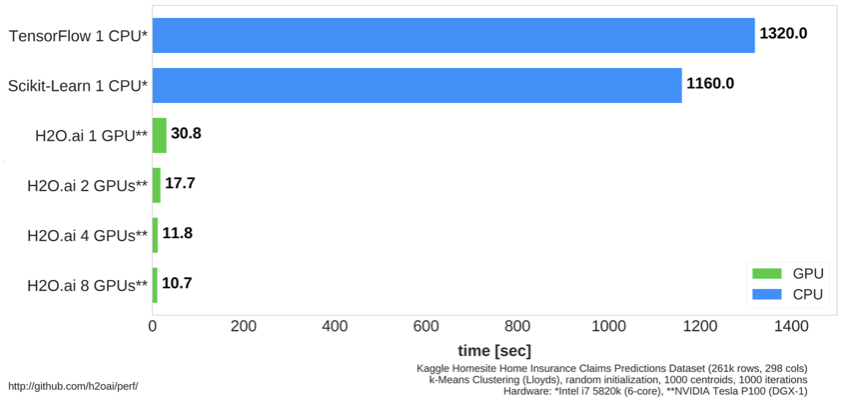 TensorFlow 1 CPU* 1320.0
Scikit-Learn 1 CPU* 1160.0
H2O.ai 1 GPU** 30.8
H2O.ai 2 GPUs** 17.7
H2O.ai 4 GPUs** 11.8
H2O.ai 8 GPUs** 10.7
GPU
CPU
0 200 400 600 800 1000 1200 1400
time [sec]
Kaggle Homesite Home Insurance Claims Predictions Dataset (261k rows, 298 cols)
k-Means Clustering (Lloyds), random initialization, 1000 centroids, 1000 iterations
http://github.com/h2oai/perf/ Hardware: *Intel i7 5820k (6-core), **NVIDIA Tesla P100 (DGX-1)